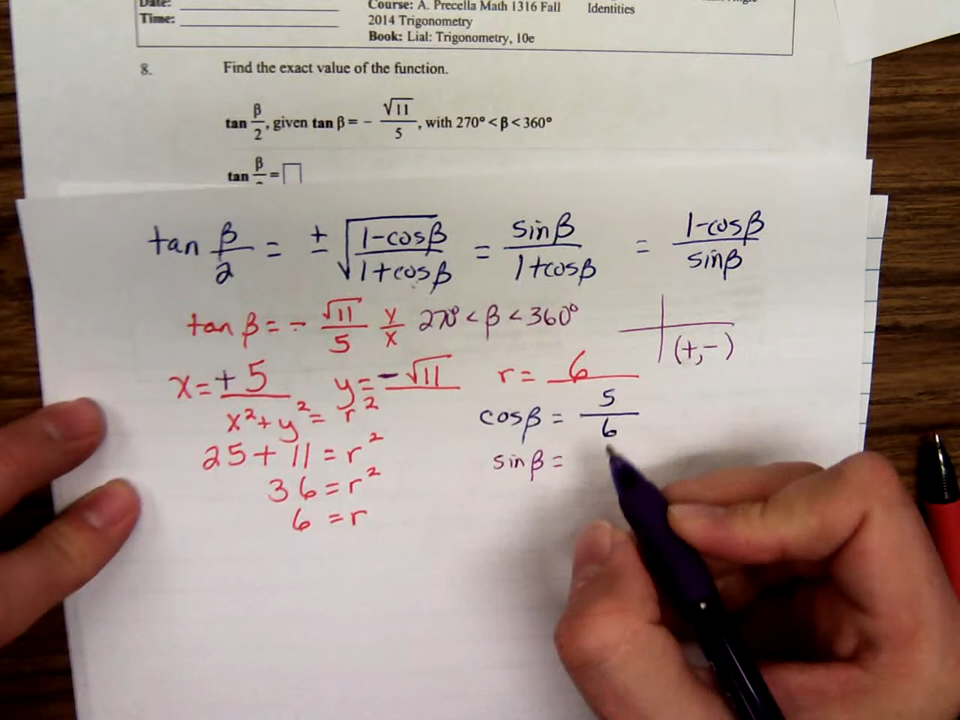 Date:
Time:
Course: A. Precella Math 1316 Fall
2014 Trigonometry
Book: Lial: Trigonometry, 10e
Identities
8. Find the exact value of the function.
tan β/2, given tan β = - √11/5, with 270° < β < 360°
tan β/ = □
tan β/2 = ± √(1-cosβ/1+cosβ) = sinβ/1+cosβ = 1-cosβ/sinβ
tan β = - √11/5 y/x 270° < β < 360°
(+,-)
x = +5 y = -√11 r = 6
x² + y² = r²
cosβ = 5/6
25 + 11 = r²
sinβ =
36 = r²
6 = r